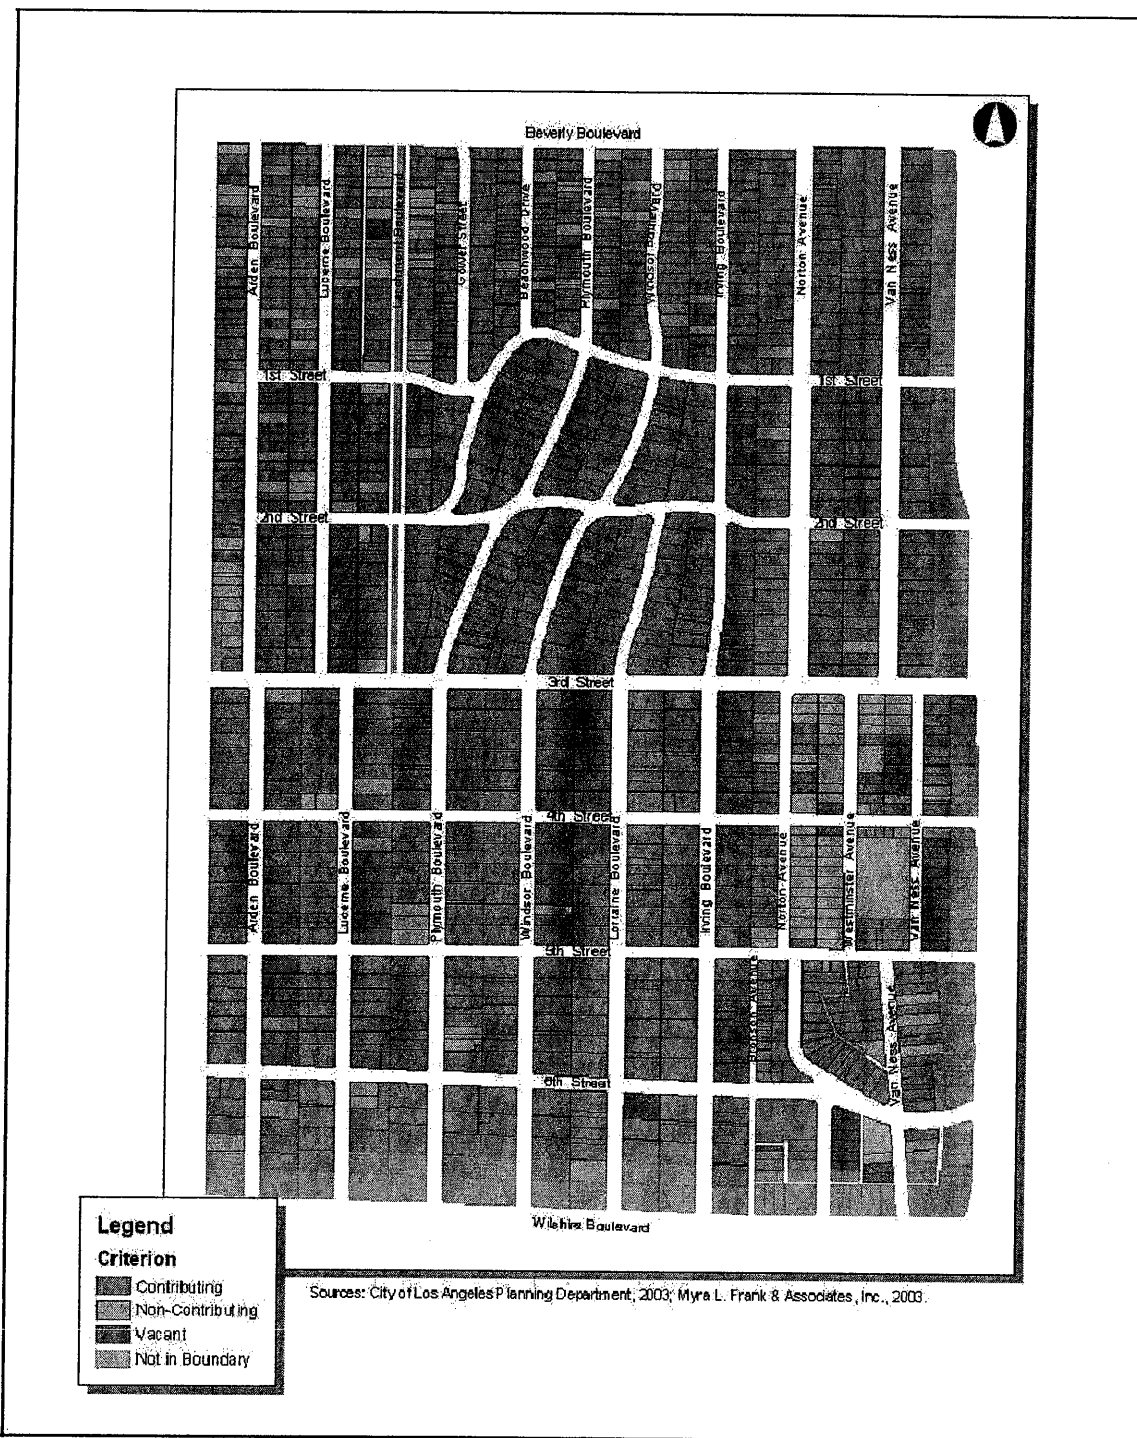 Beverly Boulevard
Arden Boulevard
Lucerne Boulevard
Larchmont Boulevard
Gower Street
Beachwood Drive
Plymouth Boulevard
Windsor Boulevard
Irving Boulevard
Norton Avenue
Van Ness Avenue
1st Street
1st Street
2nd Street
2nd Street
3rd Street
4th Street
Arden Boulevard
Lucerne Boulevard
Plymouth Boulevard
Windsor Boulevard
Lorraine Boulevard
Irving Boulevard
Norton Avenue
Westminster Avenue
Van Ness Avenue
5th Street
Bronson Avenue
Van Ness Avenue
6th Street
Wilshire Boulevard
Legend
Criterion
Contributing
Non-Contributing
Vacant
Not in Boundary
Sources: City of Los Angeles Planning Department, 2003; Myra L. Frank & Associates, Inc., 2003.